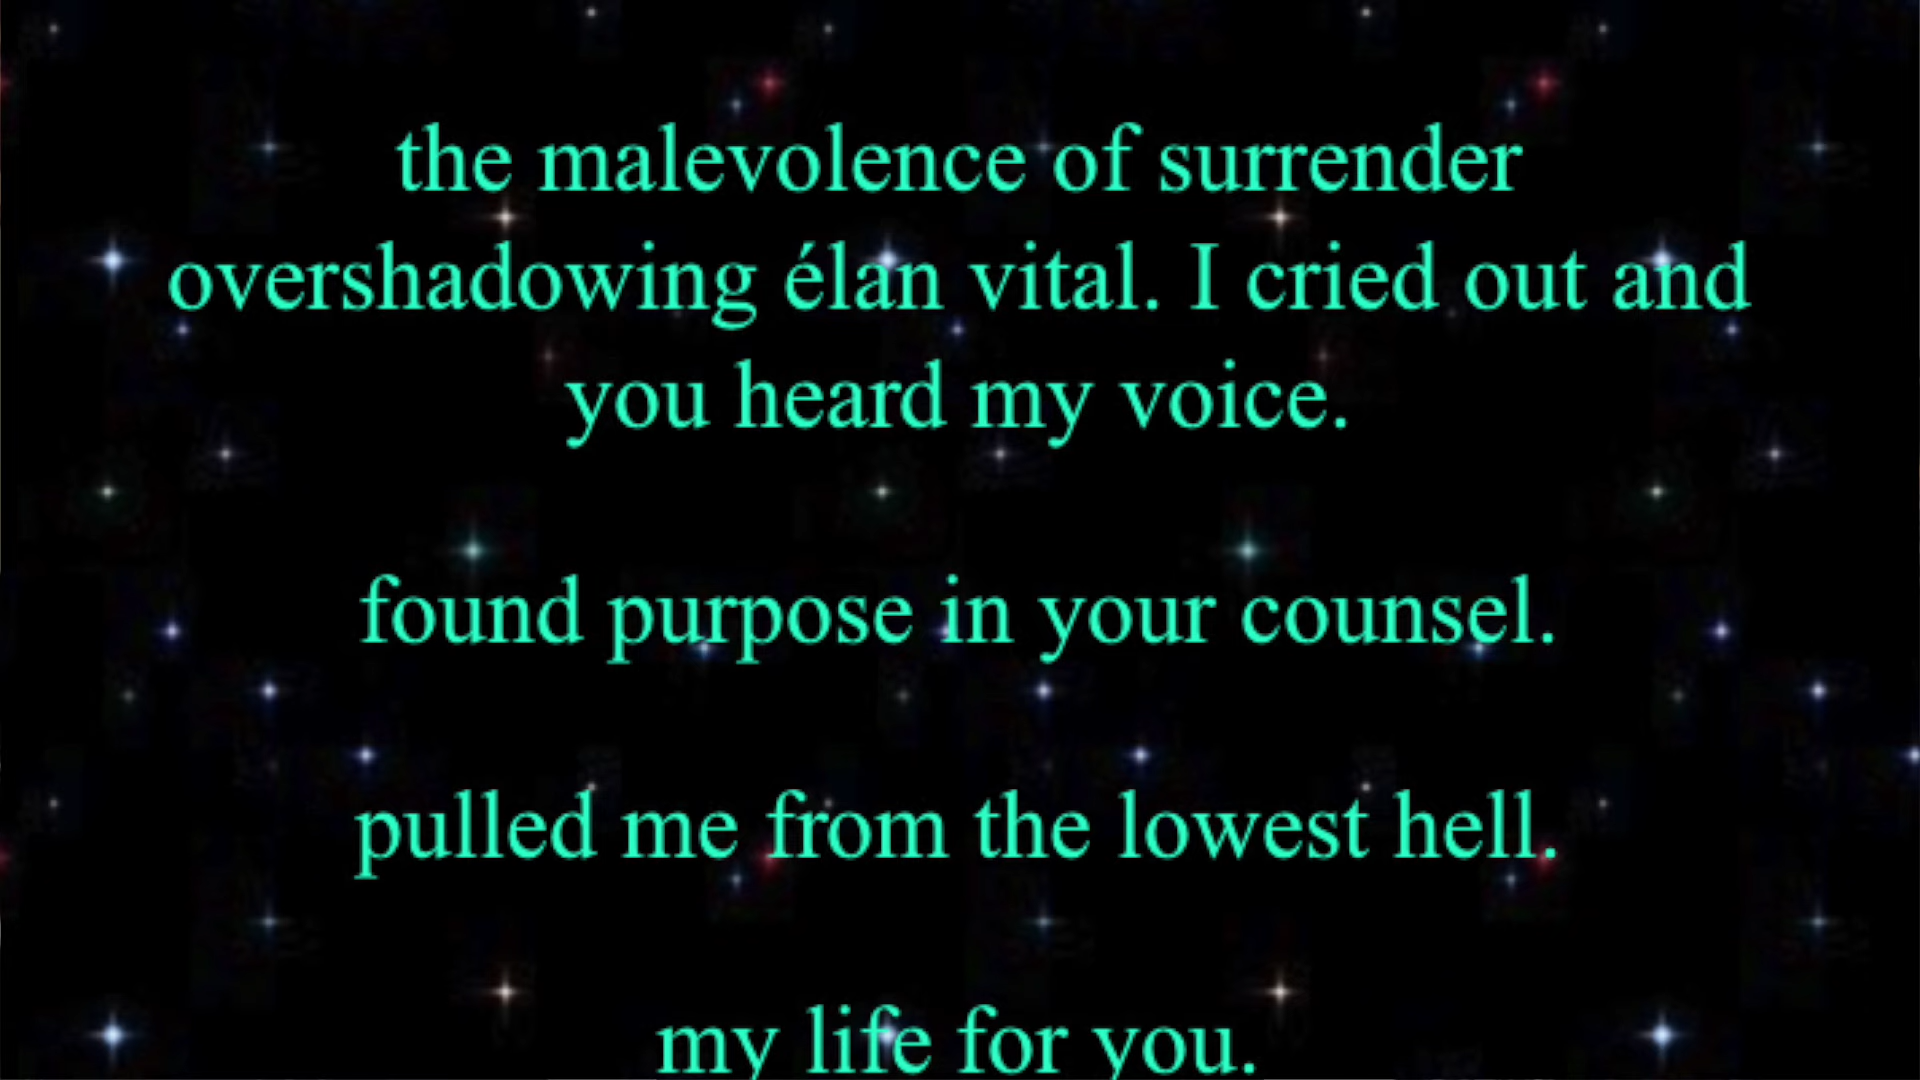 the malevolence of surrender
overshadowing élan vital. I cried out and
you heard my voice.
found purpose in your counsel.
pulled me from the lowest hell.
my life for you.